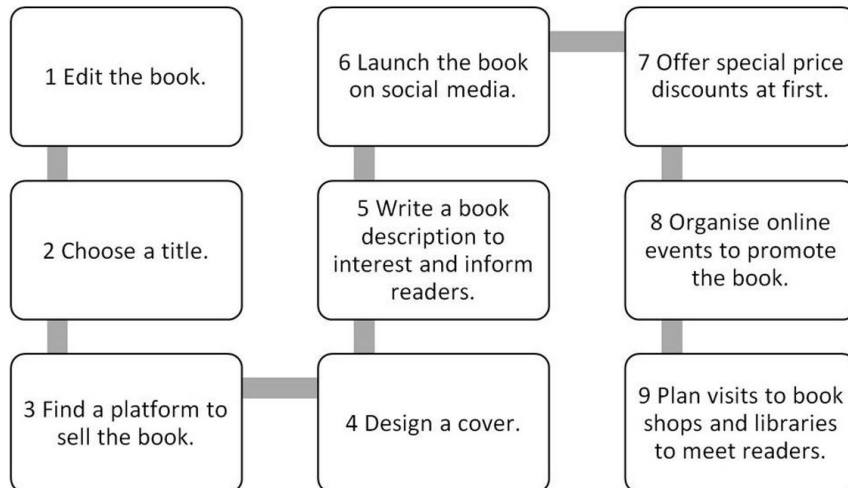 1 Edit the book.
2 Choose a title.
3 Find a platform to
sell the book.
4 Design a cover.
5 Write a book
description to
interest and inform
readers.
6 Launch the book
on social media.
7 Offer special price
discounts at first.
8 Organise online
events to promote
the book.
9 Plan visits to book
shops and libraries
to meet readers.